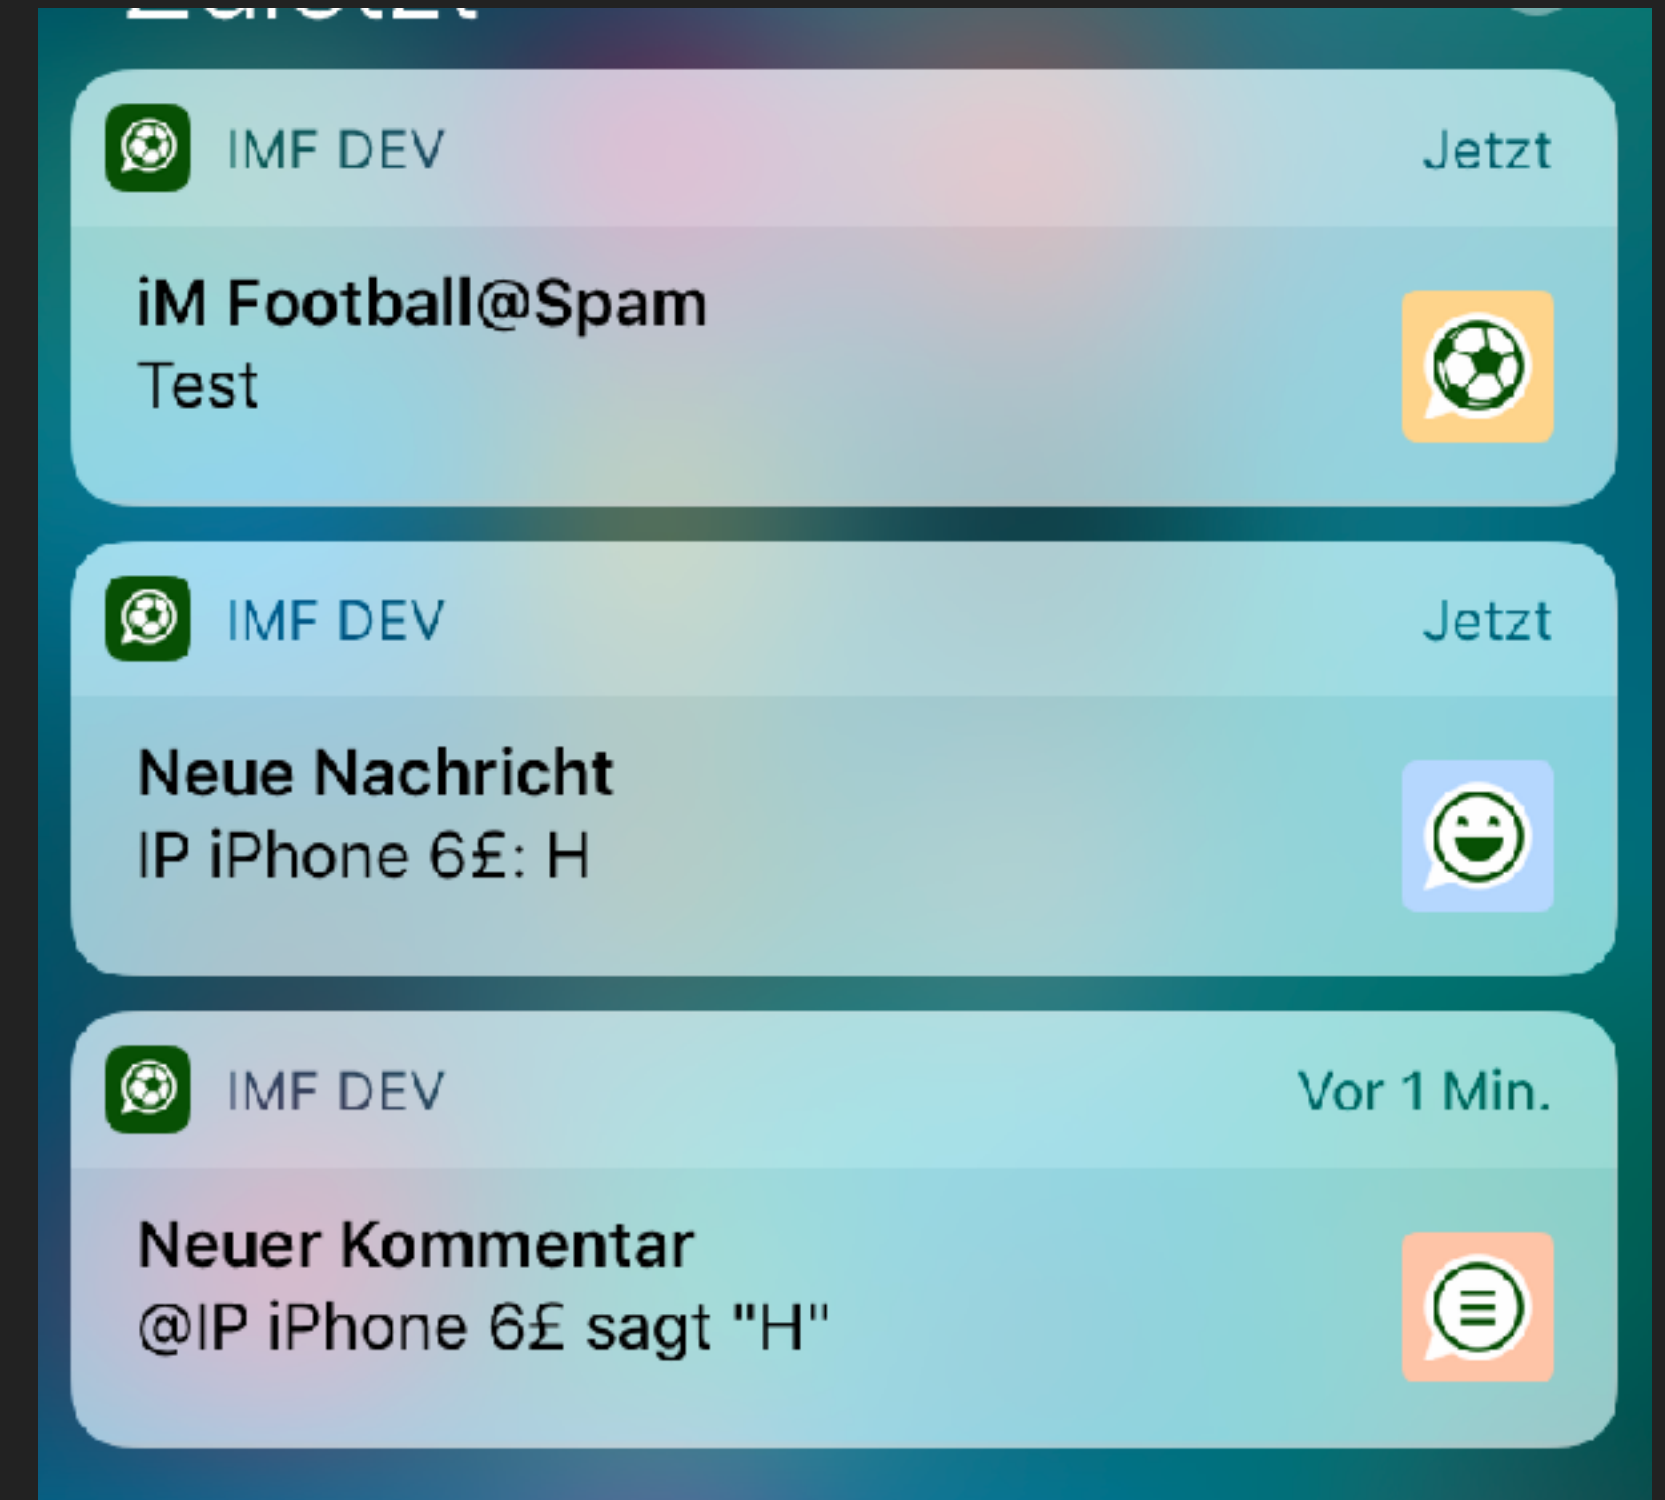 Zuletzt
IMF DEV
Jetzt
iM Football@Spam
Test
IMF DEV
Jetzt
Neue Nachricht
IP iPhone 6£: H
IMF DEV
Vor 1 Min.
Neuer Kommentar
@IP iPhone 6£ sagt "H"